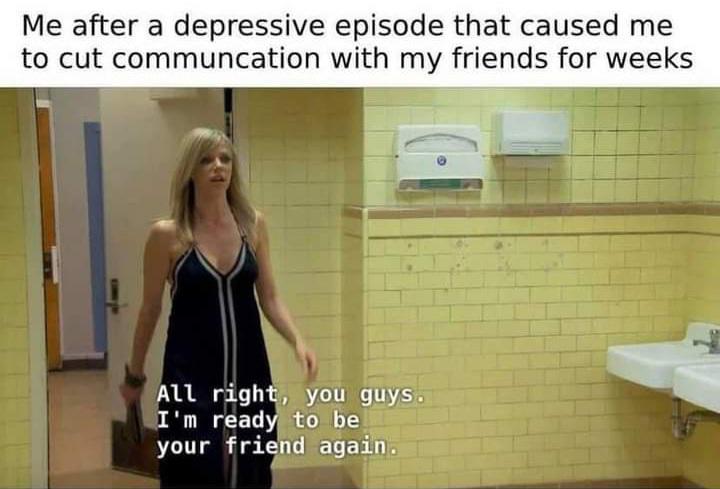 Me after a depressive episode that caused me
to cut communcation with my friends for weeks
All right, you guys.
I'm ready to be
your friend again.